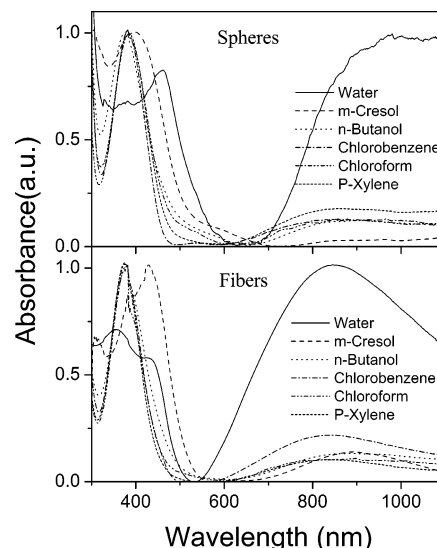 Absorbance(a.u.)
Spheres
1.0
0.5
0.0
Water
m-Cresol
n-Butanol
Chlorobenzene
Chloroform
P-Xylene
Fibers
1.0
0.5
0.0
Water
m-Cresol
n-Butanol
Chlorobenzene
Chloroform
P-Xylene
400 600 800 1000
Wavelength (nm)